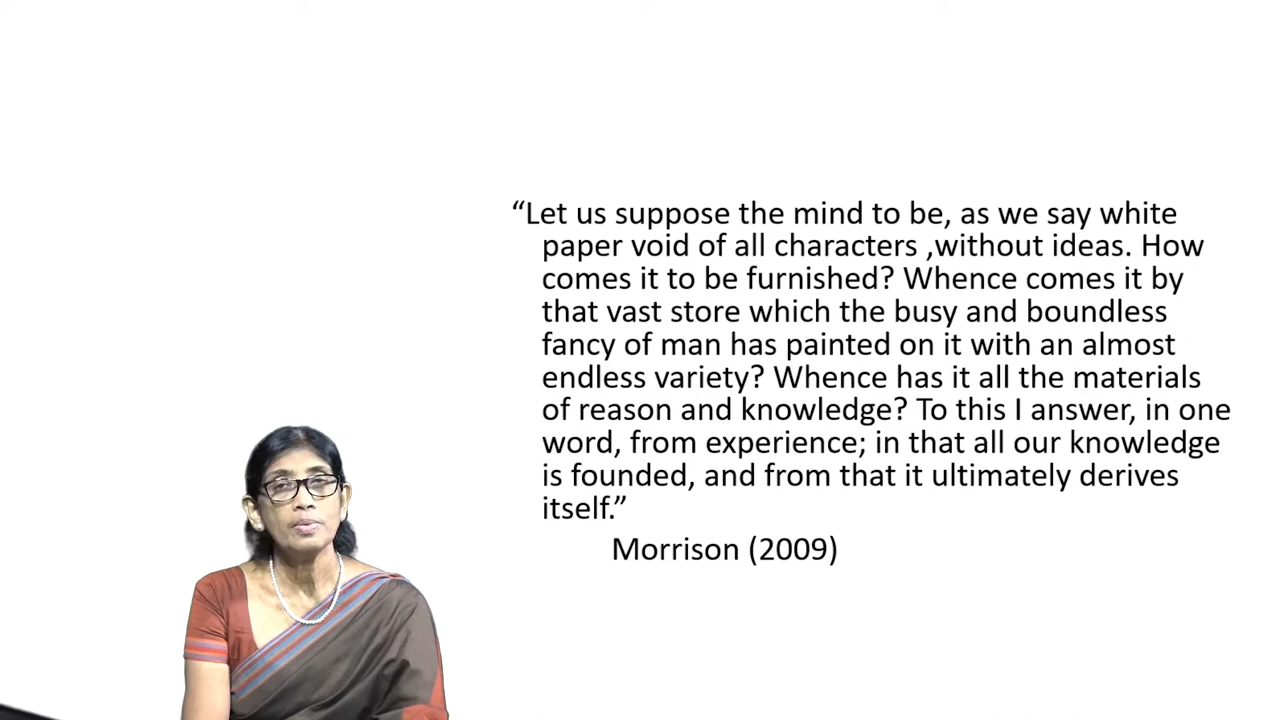 “Let us suppose the mind to be, as we say white
paper void of all characters ,without ideas. How
comes it to be furnished? Whence comes it by
that vast store which the busy and boundless
fancy of man has painted on it with an almost
endless variety? Whence has it all the materials
of reason and knowledge? To this I answer, in one
word, from experience; in that all our knowledge
is founded, and from that it ultimately derives
itself.”
Morrison (2009)